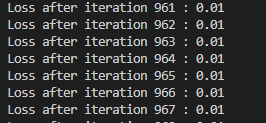 Loss after iteration 961 : 0.01
Loss after iteration 962 : 0.01
Loss after iteration 963 : 0.01
Loss after iteration 964 : 0.01
Loss after iteration 965 : 0.01
Loss after iteration 966 : 0.01
Loss after iteration 967 : 0.01